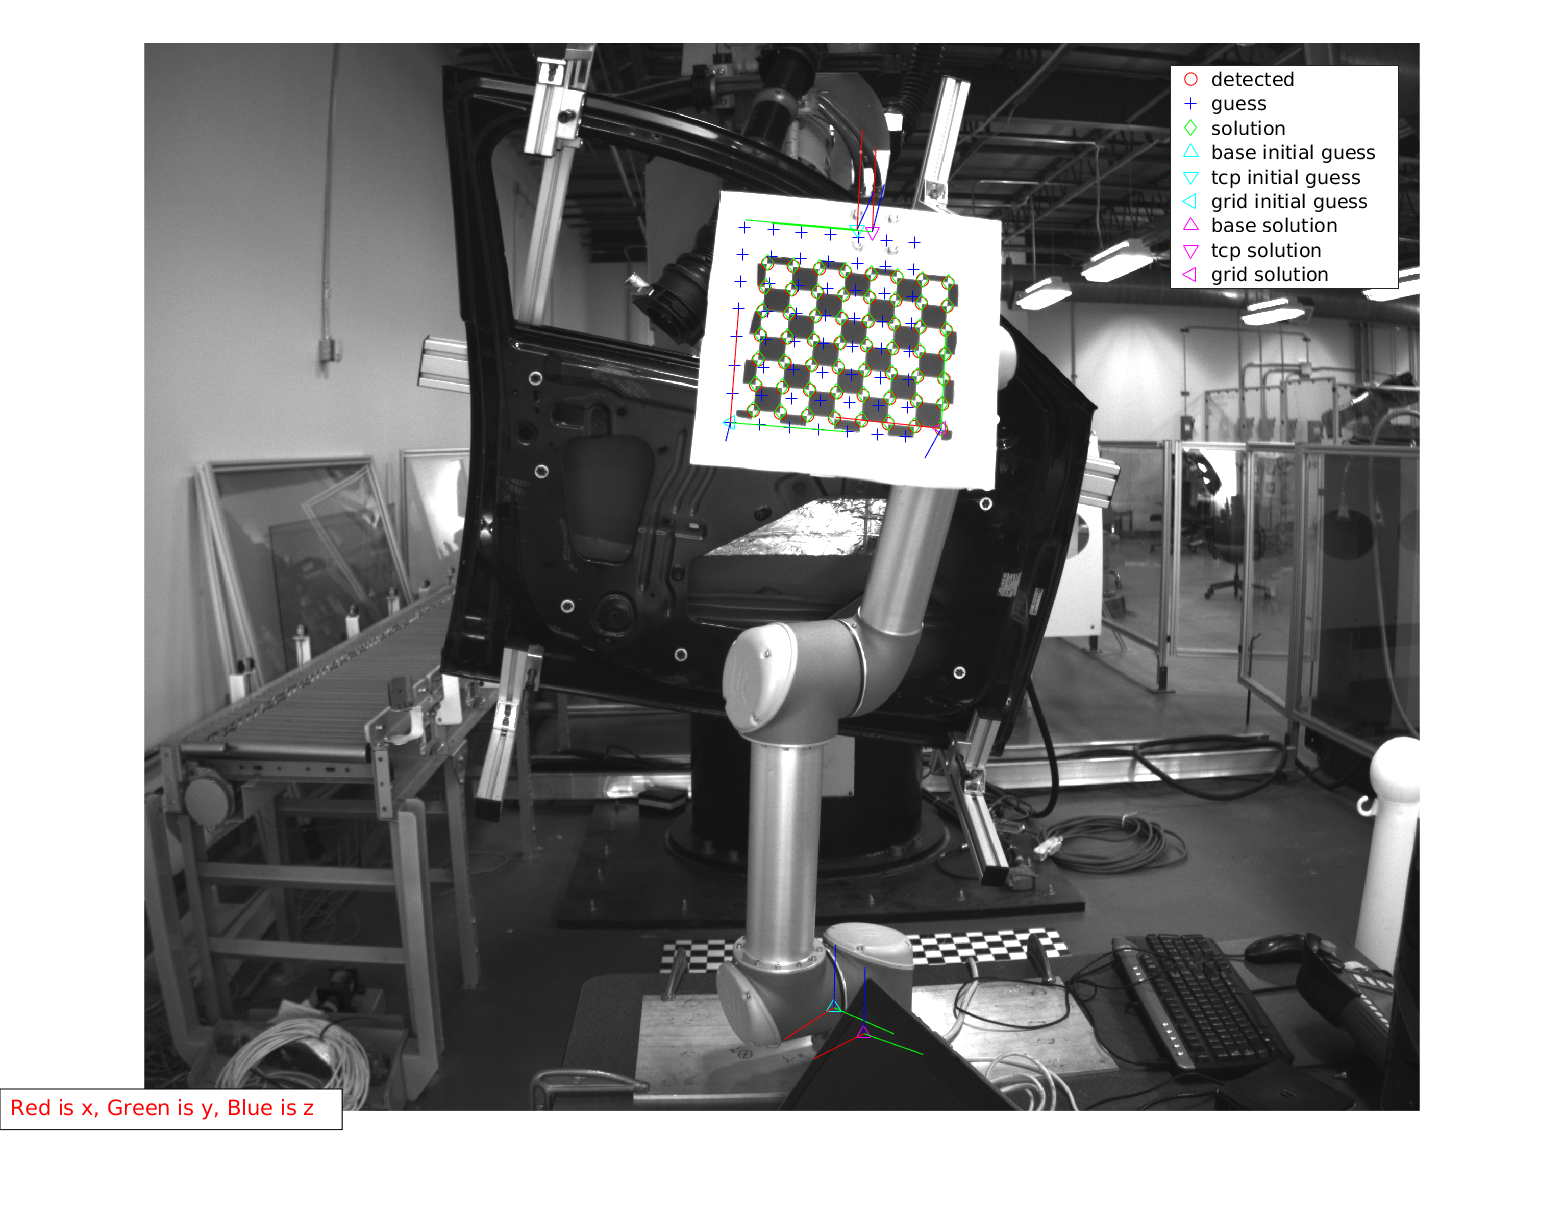 detected
guess
solution
base initial guess
tcp initial guess
grid initial guess
base solution
tcp solution
grid solution
Red is x, Green is y, Blue is z